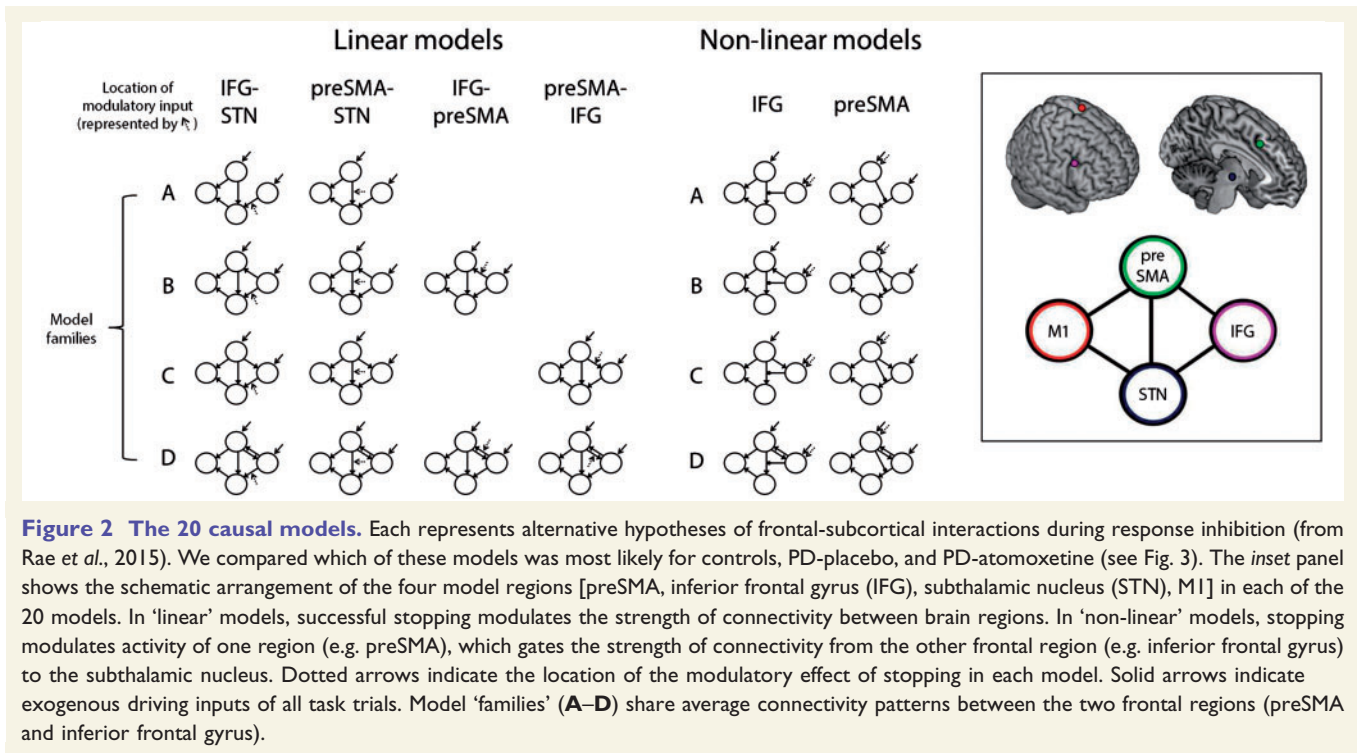 Linear models
Non-linear models
Location of
modulatory input
(represented by )
IFG-
STN
preSMA-
STN
IFG-
preSMA
preSMA-
IFG
IFG
preSMA
Model
families
A
B
C
D
A
B
C
D
pre
SMA
M1
IFG
STN
Figure 2 The 20 causal models. Each represents alternative hypotheses of frontal-subcortical interactions during response inhibition (from
Rae et al., 2015). We compared which of these models was most likely for controls, PD-placebo, and PD-atomoxetine (see Fig. 3). The inset panel
shows the schematic arrangement of the four model regions [preSMA, inferior frontal gyrus (IFG), subthalamic nucleus (STN), M1] in each of the
20 models. In ‘linear’ models, successful stopping modulates the strength of connectivity between brain regions. In ‘non-linear’ models, stopping
modulates activity of one region (e.g. preSMA), which gates the strength of connectivity from the other frontal region (e.g. inferior frontal gyrus)
to the subthalamic nucleus. Dotted arrows indicate the location of the modulatory effect of stopping in each model. Solid arrows indicate
exogenous driving inputs of all task trials. Model ‘families’ (A–D) share average connectivity patterns between the two frontal regions (preSMA
and inferior frontal gyrus).